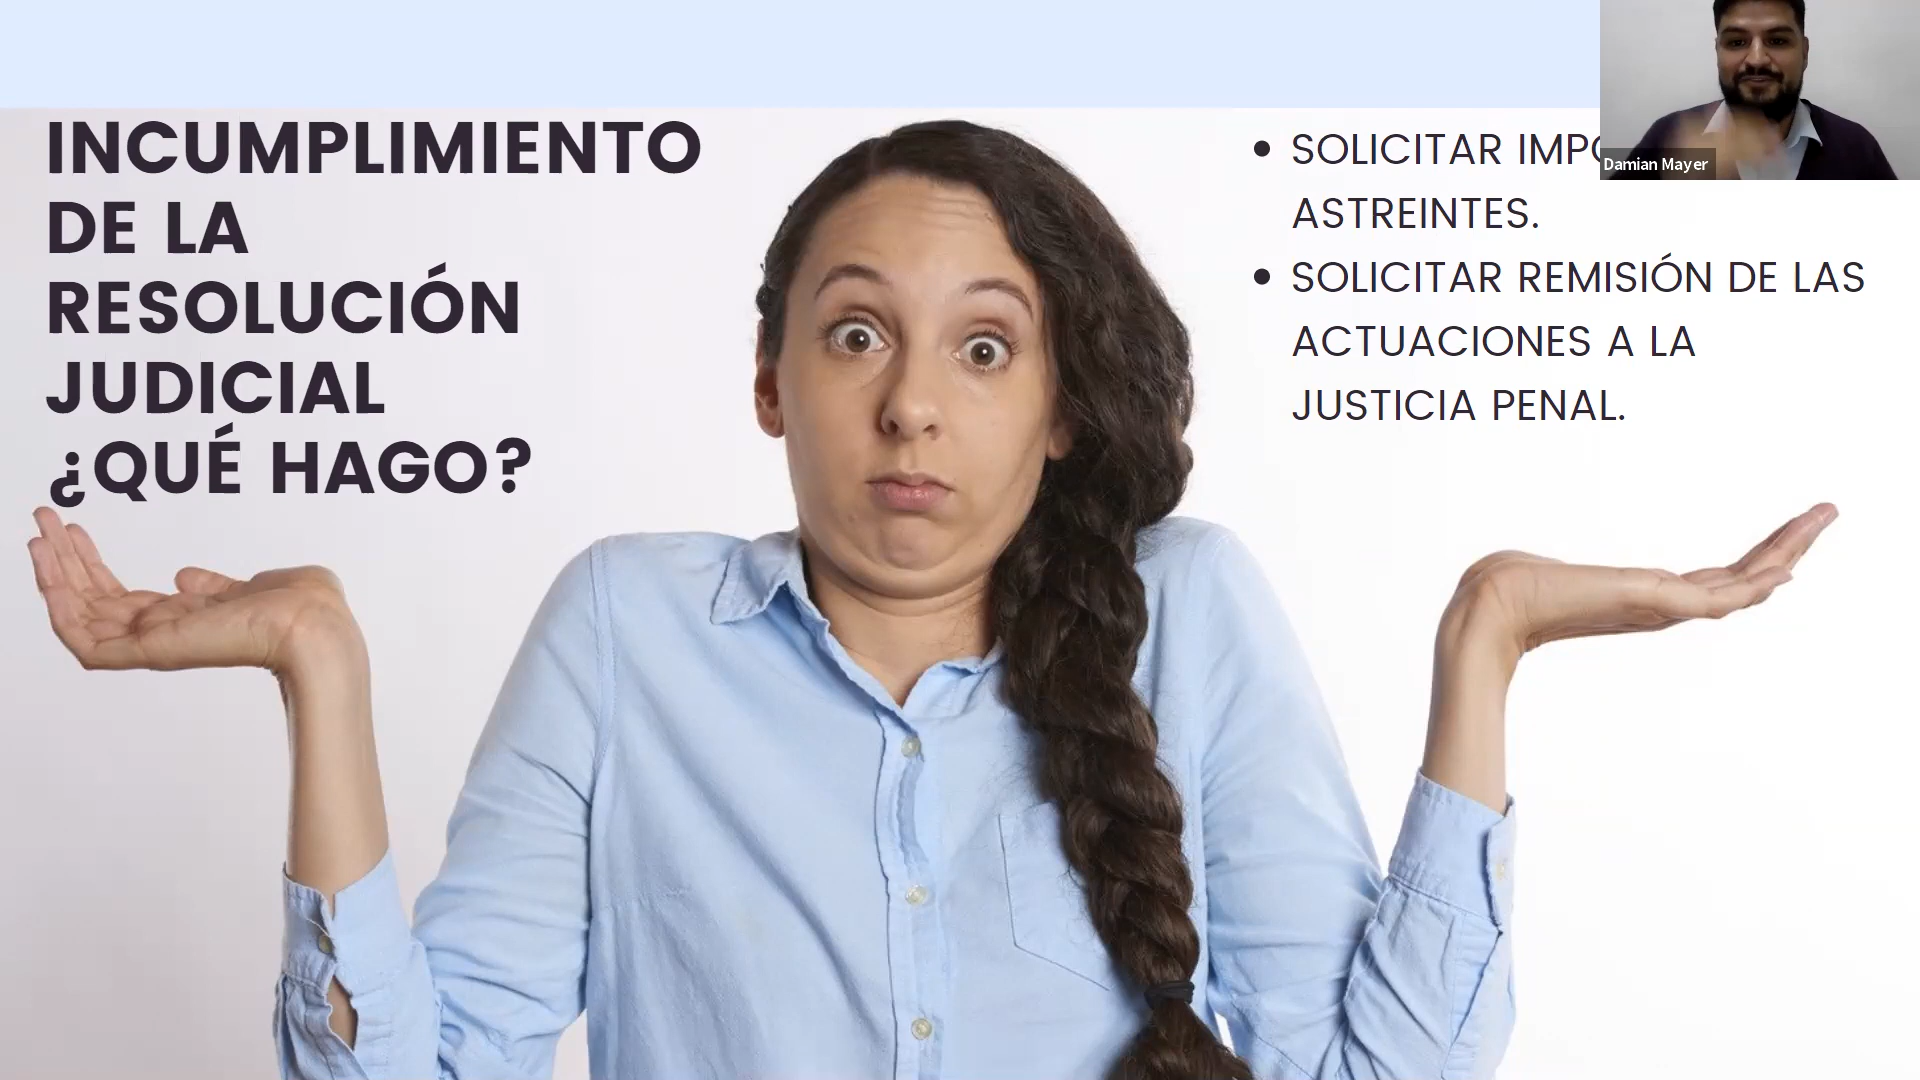 INCUMPLIMIENTO
DE LA
RESOLUCIÓN
JUDICIAL
¿QUÉ HAGO?
SOLICITAR
ASTREINTES.
SOLICITAR REMISIÓN DE LAS
ACTUACIONES A LA
JUSTICIA PENAL.
Damian Mayer